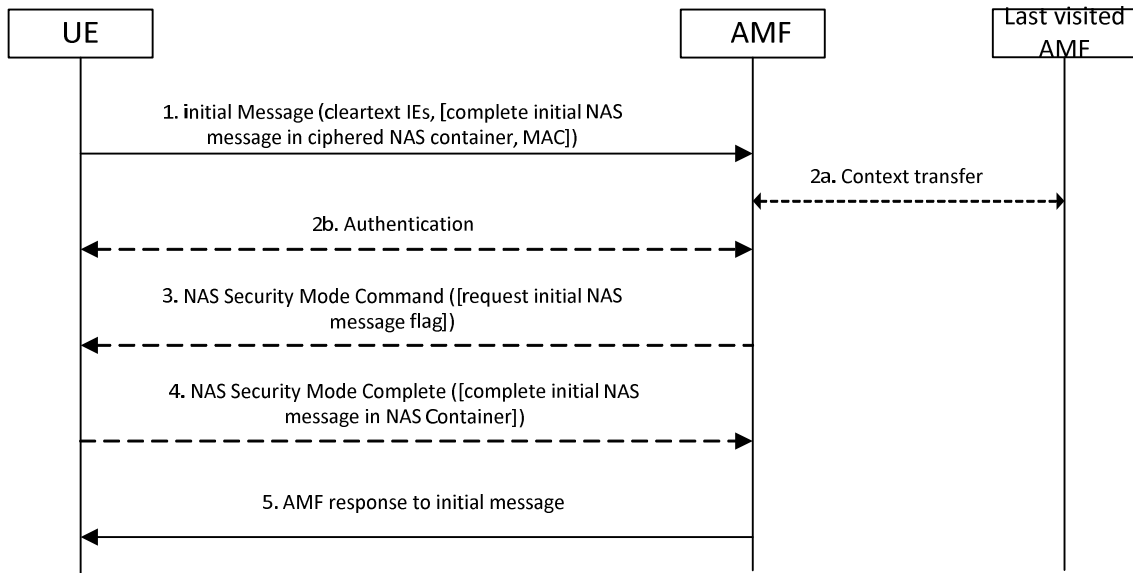 UE
AMF
Last visited
AMF
1. initial Message (cleartext IEs, [complete initial NAS
message in ciphered NAS container, MAC])
2a. Context transfer
2b. Authentication
3. NAS Security Mode Command ([request initial NAS
message flag])
4. NAS Security Mode Complete ([complete initial NAS
message in NAS Container])
5. AMF response to initial message